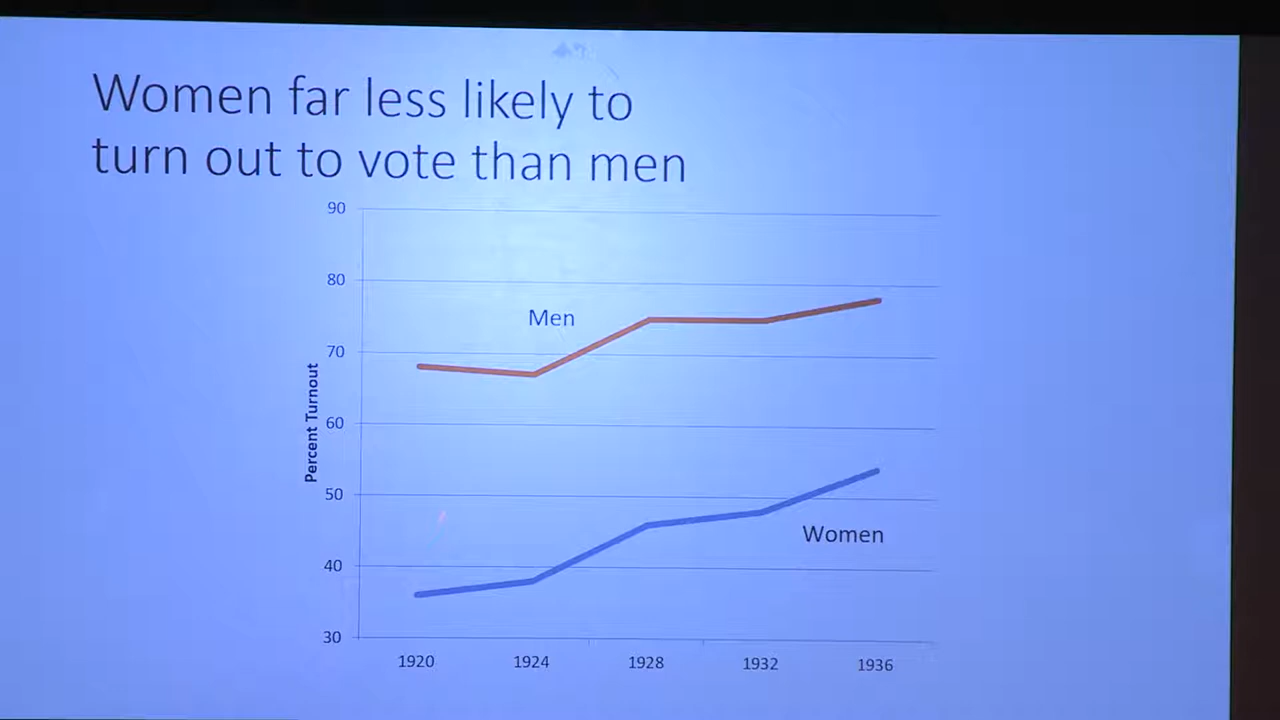 Women far less likely to
turn out to vote than men
90
80
Men
70
Percent Turnout
60
50
Women
40
30
1920 1924 1928 1932 1936